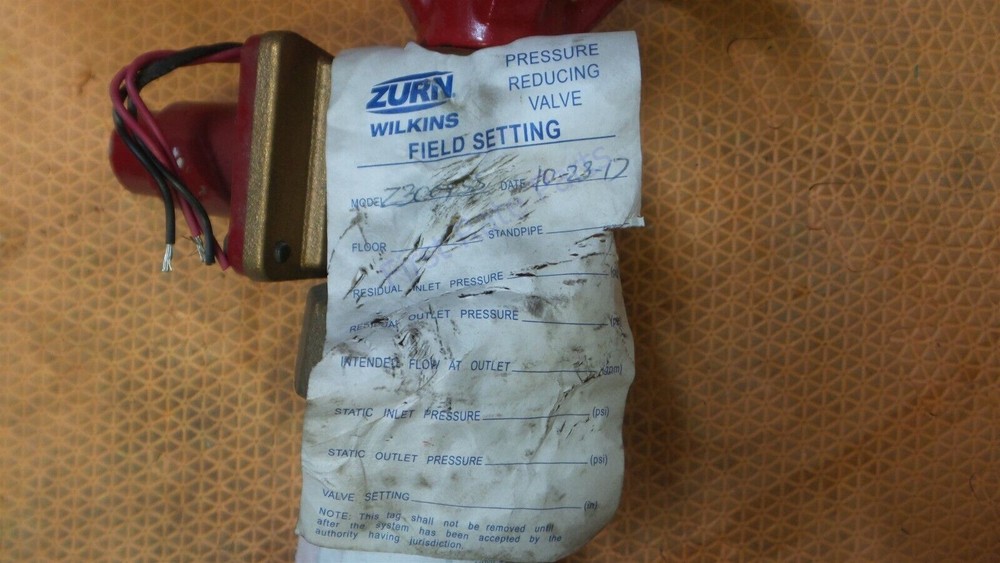 ZURN
WILKINS
PRESSURE
REDUCING
VALVE
FIELD SETTING
MODEL DATE 10-23-17
FLOOR STANDPIPE
RESIDUAL INLET PRESSURE
RESIDUAL OUTLET PRESSURE
INTENDED FLOW AT OUTLET (gpm)
STATIC INLET PRESSURE (psi)
STATIC OUTLET PRESSURE (psi)
VALVE SETTING (in)
NOTE: This tag shall not be removed until
after the system has been accepted by the
authority having jurisdiction.